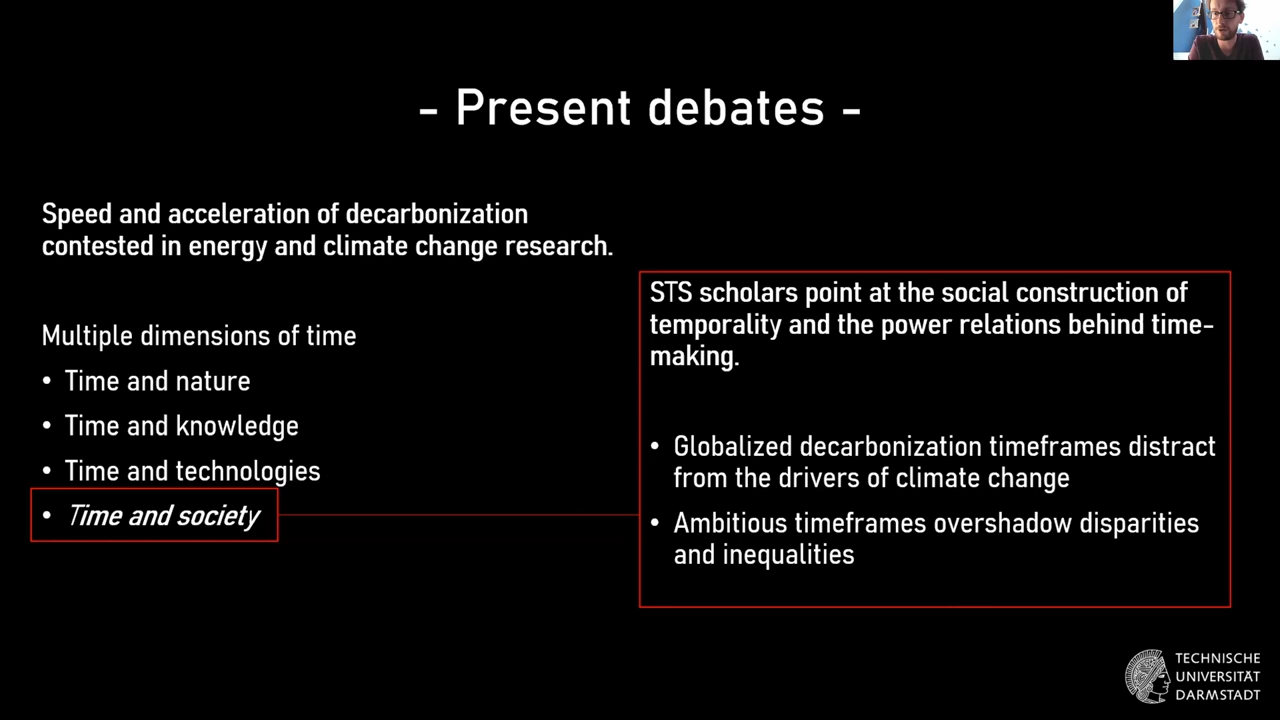 - Present debates -
Speed and acceleration of decarbonization
contested in energy and climate change research.
Multiple dimensions of time
• Time and nature
• Time and knowledge
• Time and technologies
• Time and society
STS scholars point at the social construction of
temporality and the power relations behind time-
making.
• Globalized decarbonization timeframes distract
from the drivers of climate change
• Ambitious timeframes overshadow disparities
and inequalities
TECHNISCHE
UNIVERSITÄT
DARMSTADT